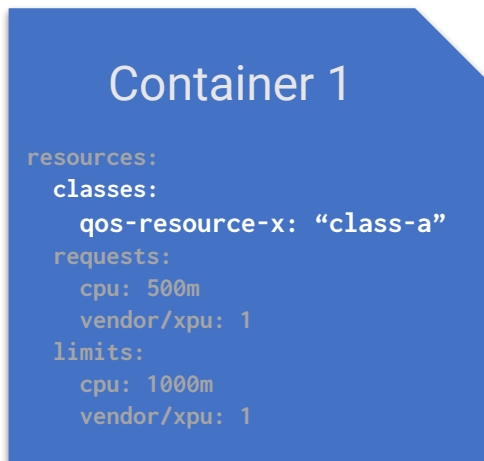 Container 1
resources:
  classes:
    qos-resource-x: “class-a”
  requests:
    cpu: 500m
    vendor/xpu: 1
  limits:
    cpu: 1000m
    vendor/xpu: 1